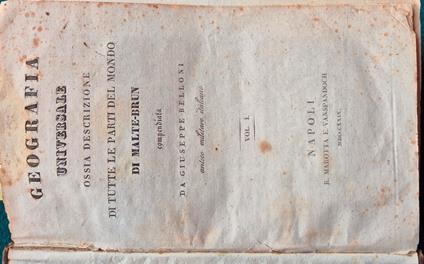 GEOGRAFIA
UNIVERSALE
OSSIA DESCRIZIONE
DI TUTTE LE PARTI DEL MONDO
DI MALTE-BRUN
compendiata
DA GIUSEPPE BELLONI
antico militare italiano
VOL. I.
NAPOLI
R. MAROTTA E VANSPANDOCH
MDCCCXXIX.